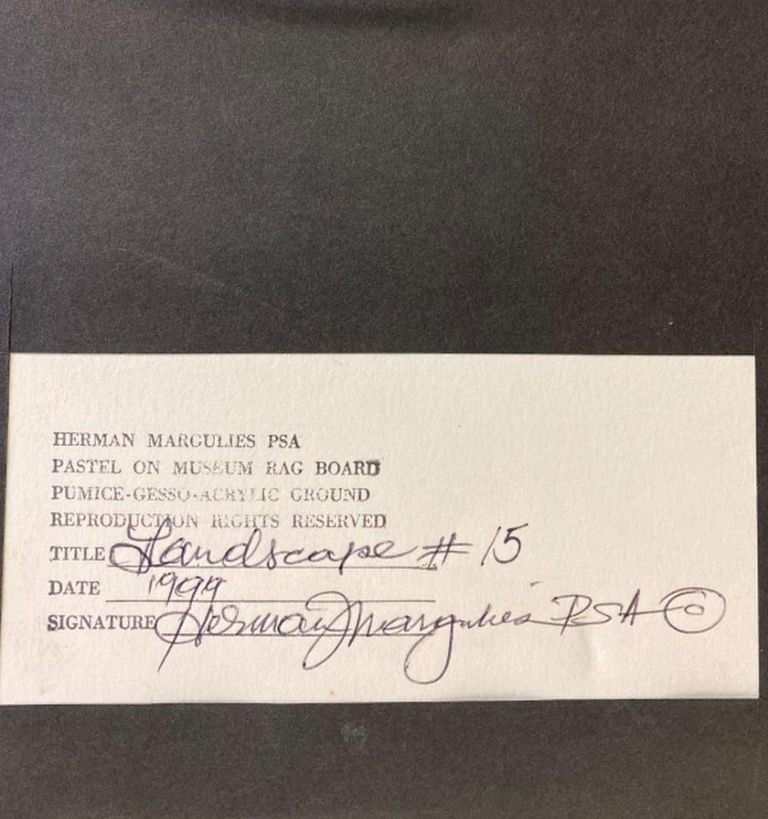 HERMAN MARGULIES PSA
PASTEL ON MUSEUM RAG BOARD
PUMICE-GESSO-ACRYLIC GROUND
REPRODUCTION RIGHTS RESERVED
TITLE Landscape # 15
DATE 1999
SIGNATURE Herman Margulies PSA ©